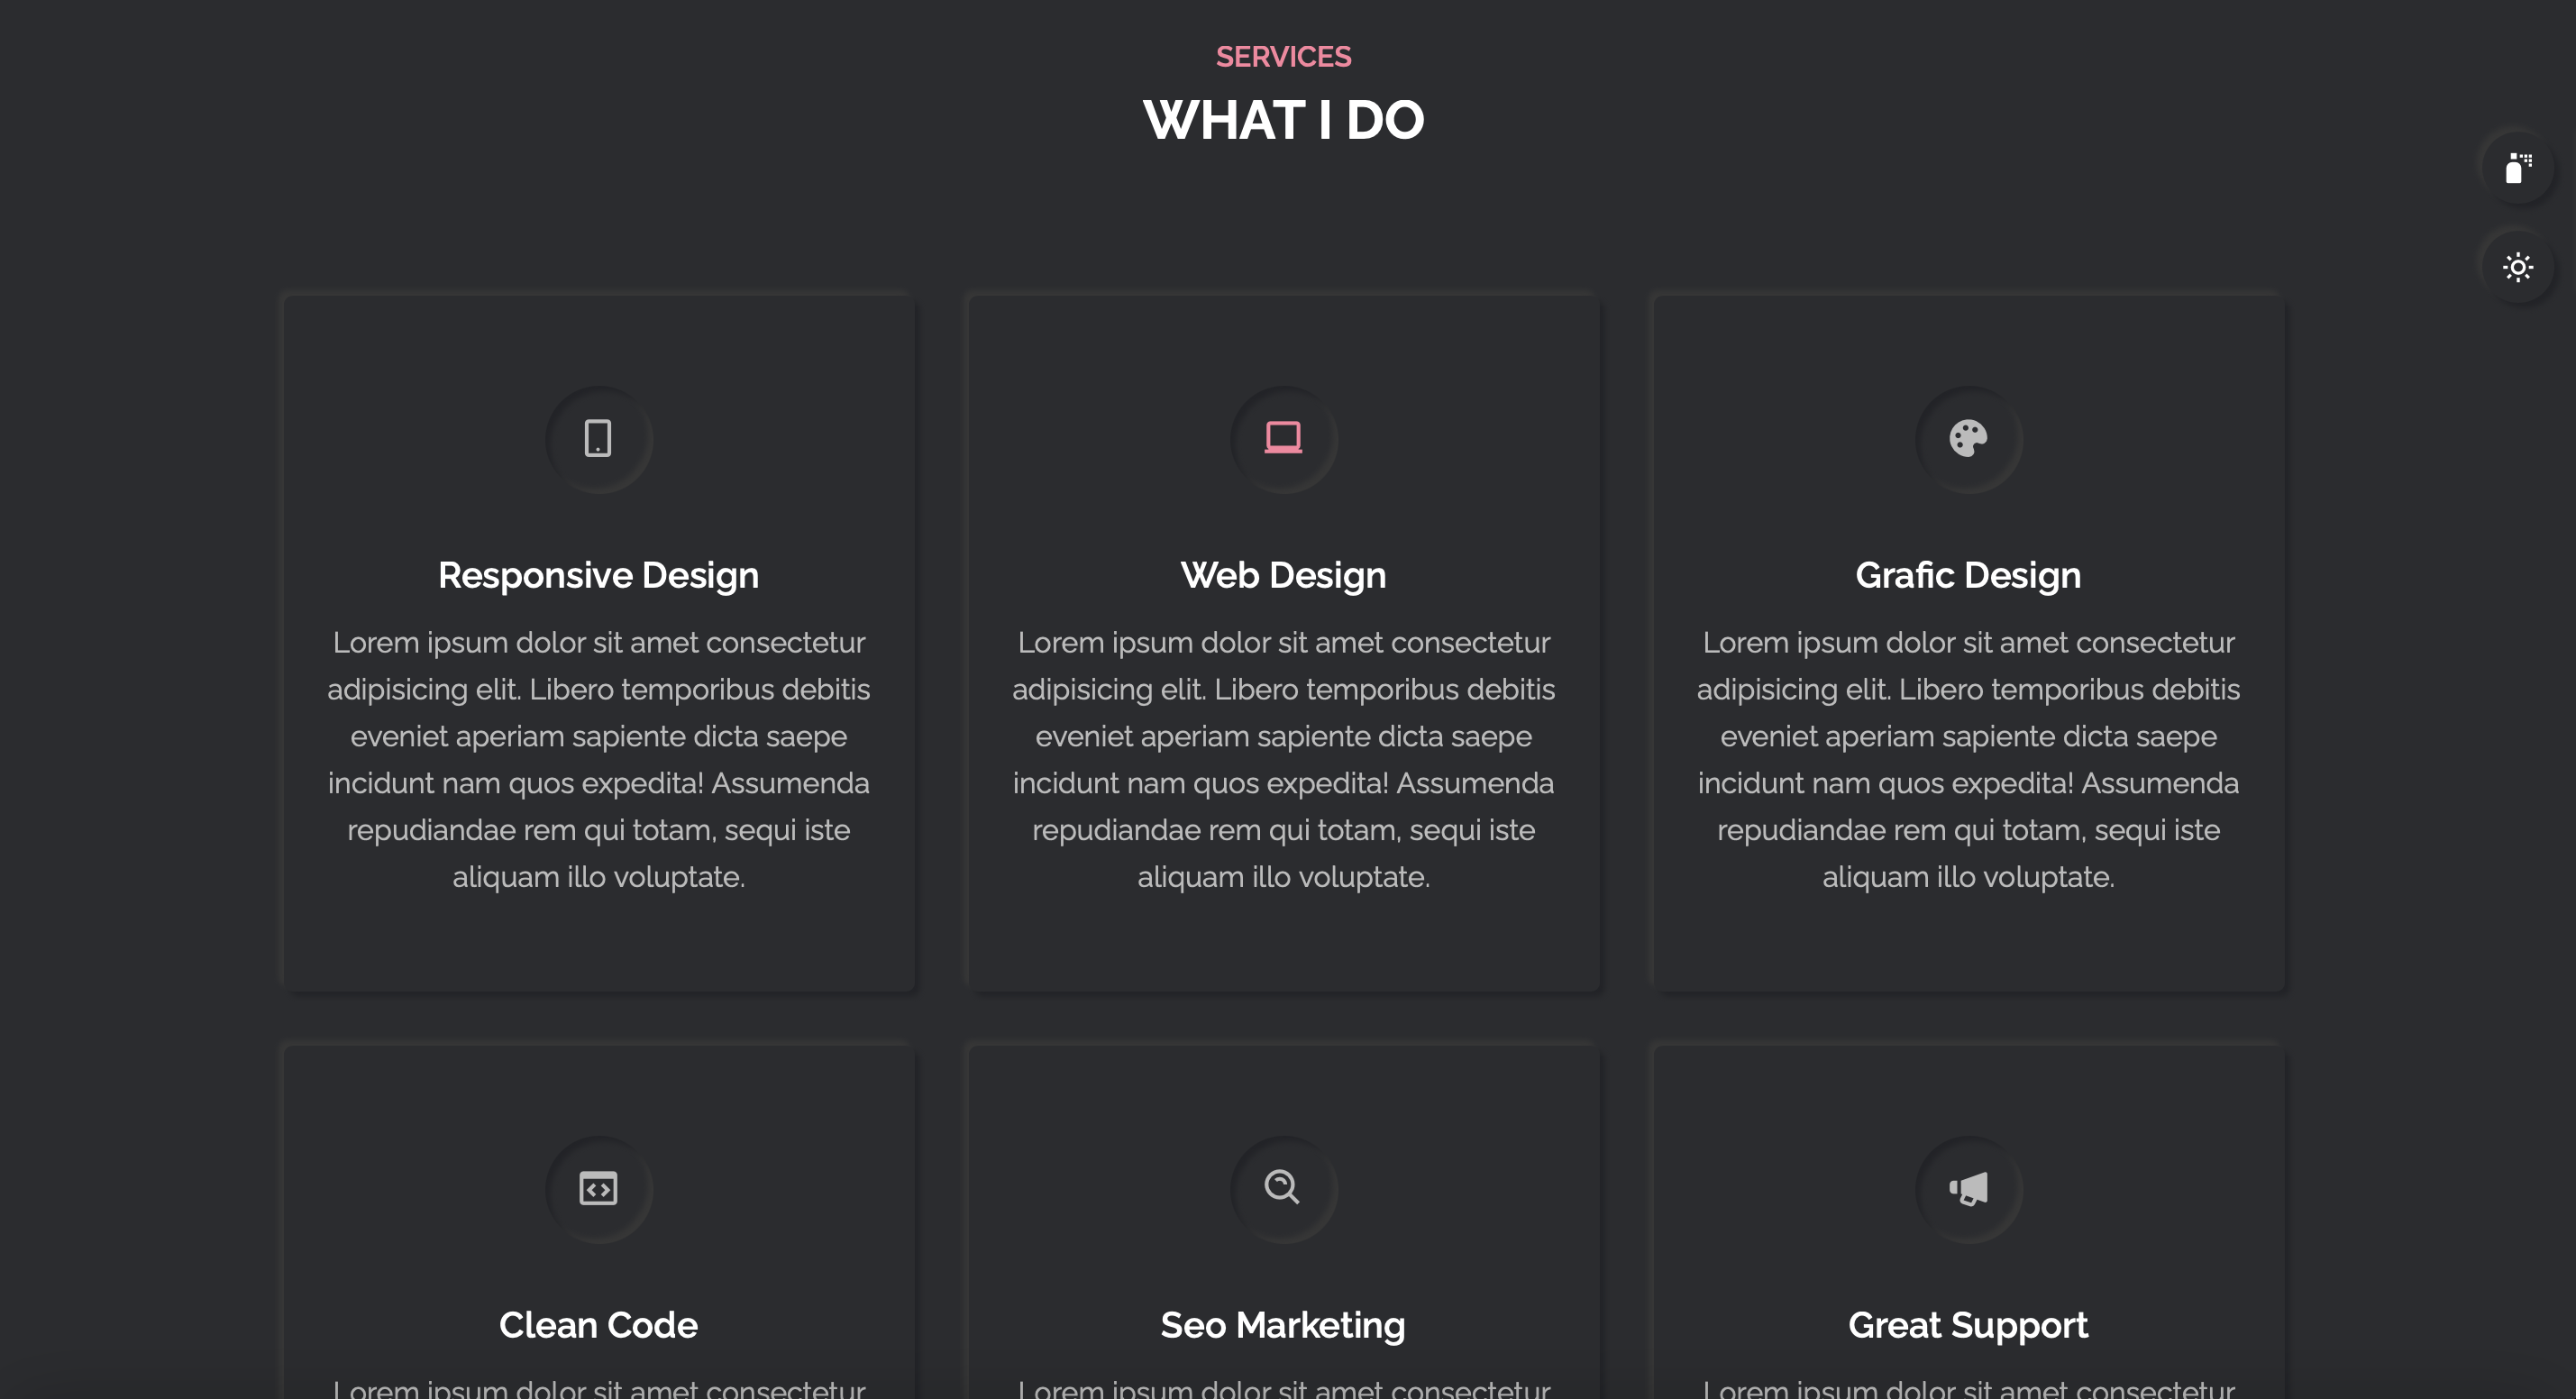 SERVICES
WHAT I DO
Responsive Design
Lorem ipsum dolor sit amet consectetur
adipisicing elit. Libero temporibus debitis
eveniet aperiam sapiente dicta saepe
incidunt nam quos expedita! Assumenda
repudiandae rem qui totam, sequi iste
aliquam illo voluptate.
Web Design
Lorem ipsum dolor sit amet consectetur
adipisicing elit. Libero temporibus debitis
eveniet aperiam sapiente dicta saepe
incidunt nam quos expedita! Assumenda
repudiandae rem qui totam, sequi iste
aliquam illo voluptate.
Grafic Design
Lorem ipsum dolor sit amet consectetur
adipisicing elit. Libero temporibus debitis
eveniet aperiam sapiente dicta saepe
incidunt nam quos expedita! Assumenda
repudiandae rem qui totam, sequi iste
aliquam illo voluptate.
Clean Code
Lorem ipsum dolor sit amet consectetur
Seo Marketing
Lorem ipsum dolor sit amet consectetur
Great Support
Lorem ipsum dolor sit amet consectetur